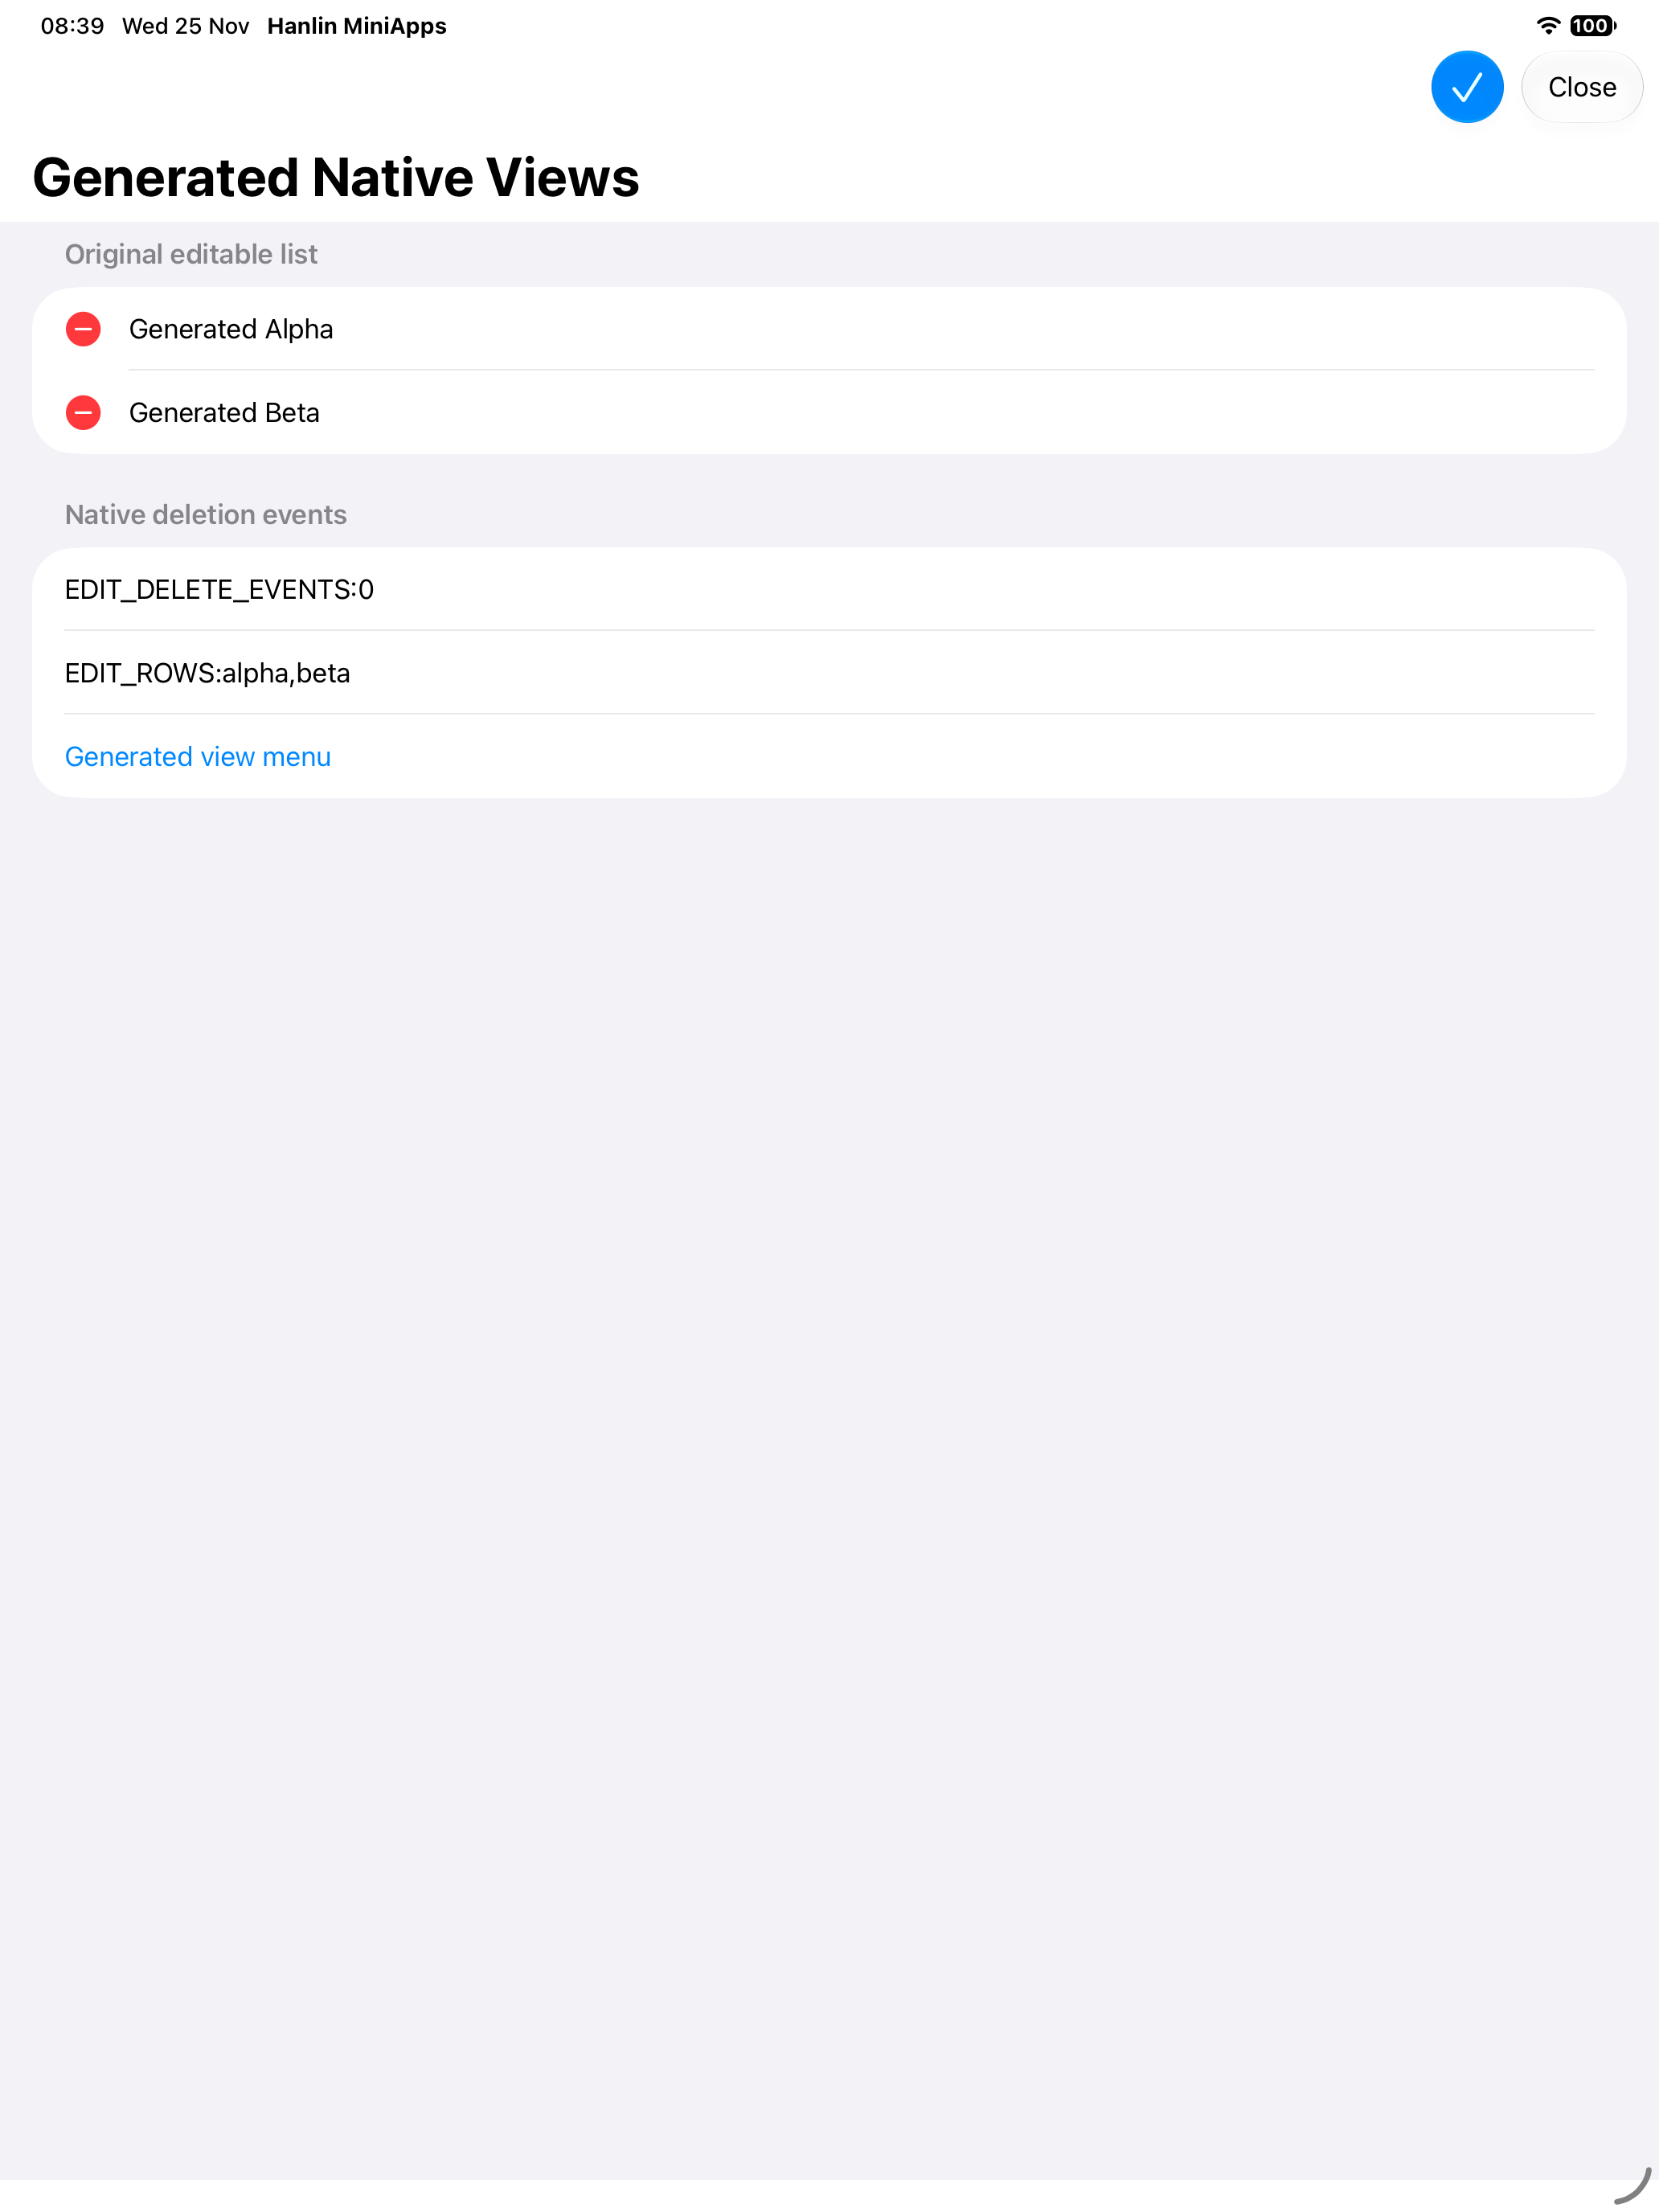 08:39 Wed 25 Nov Hanlin MiniApps 100
Close
Generated Native Views
Original editable list
Generated Alpha
Generated Beta
Native deletion events
EDIT_DELETE_EVENTS:0
EDIT_ROWS:alpha,beta
Generated view menu